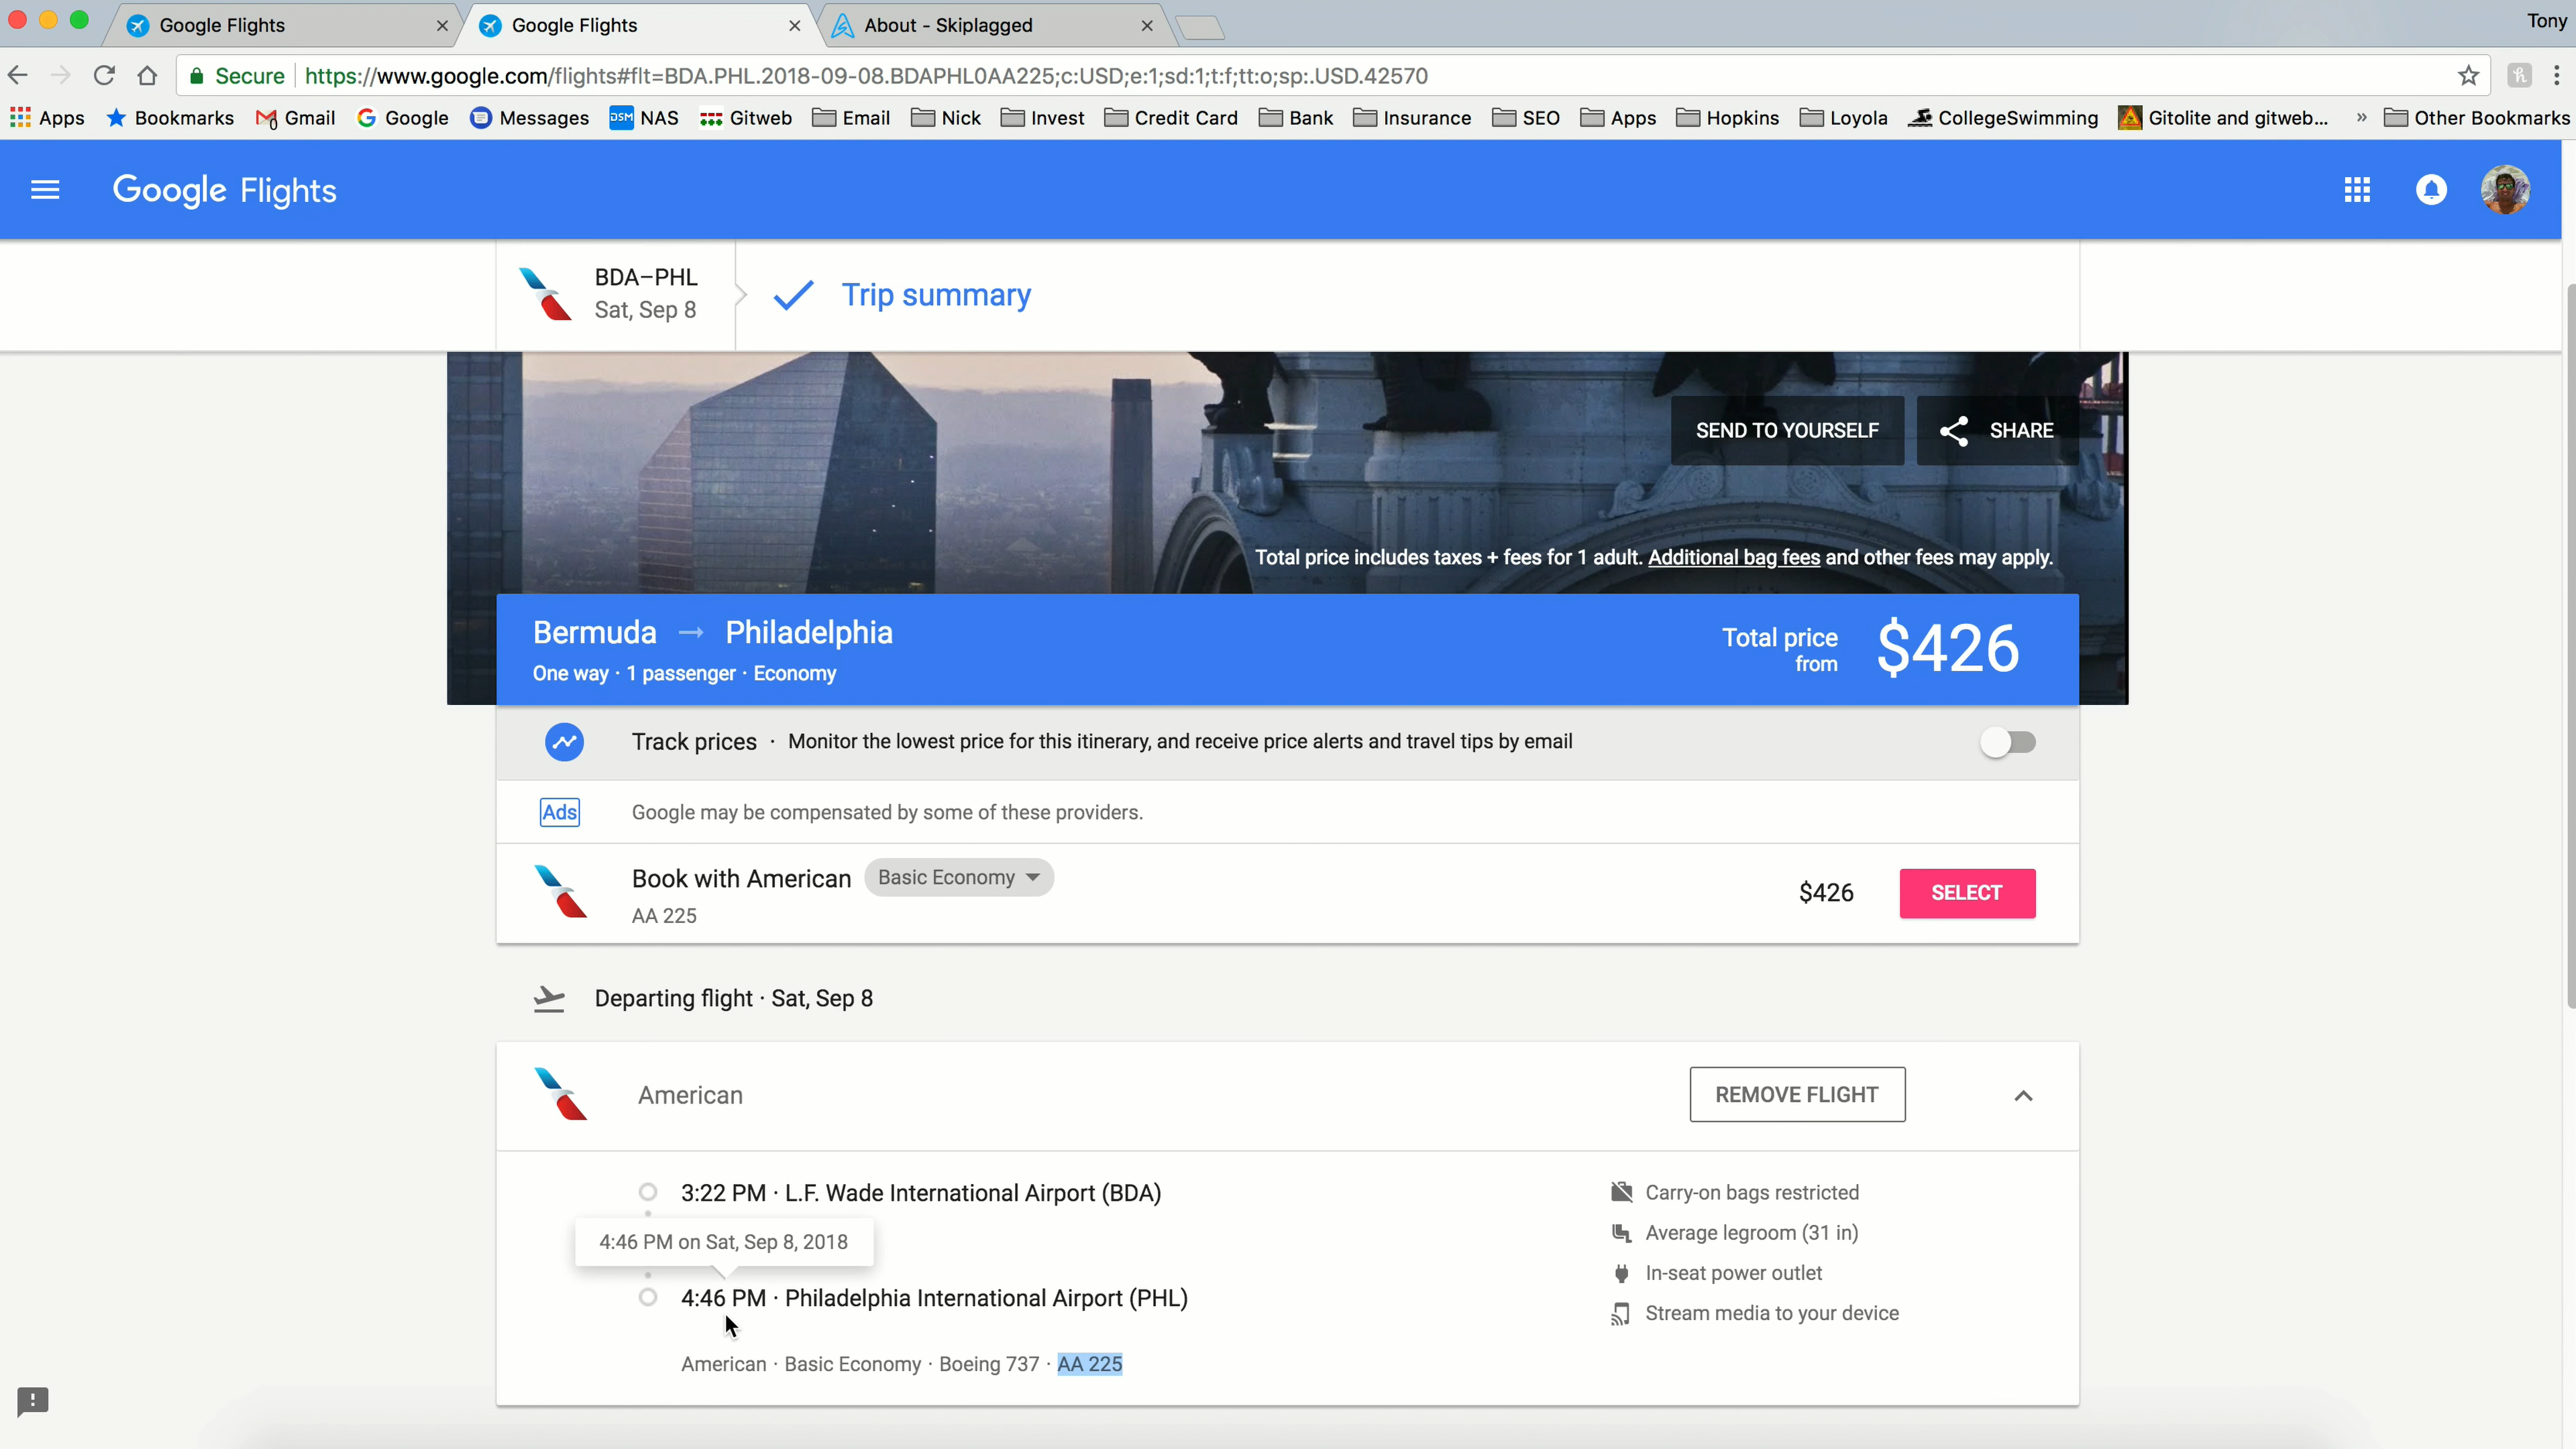 Google Flights
Google Flights
About - Skiplagged
Tony
Secure https://www.google.com/flights#flt=BDA.PHL.2018-09-08.BDAPHL0AA225;c:USD;e:1;sd:1;t:f;tt:o;sp:.USD.42570
Apps Bookmarks Gmail Google Messages DSM NAS Gitweb Email Nick Invest Credit Card Bank Insurance SEO Apps Hopkins Loyola CollegeSwimming Gitolite and gitweb... » Other Bookmarks
Google Flights
BDA–PHL
Sat, Sep 8
Trip summary
SEND TO YOURSELF
SHARE
Total price includes taxes + fees for 1 adult. Additional bag fees and other fees may apply.
Bermuda → Philadelphia
One way · 1 passenger · Economy
Total price
from
$426
Track prices · Monitor the lowest price for this itinerary, and receive price alerts and travel tips by email
Ads Google may be compensated by some of these providers.
Book with American Basic Economy
AA 225
$426
SELECT
Departing flight · Sat, Sep 8
American
REMOVE FLIGHT
3:22 PM · L.F. Wade International Airport (BDA)
4:46 PM on Sat, Sep 8, 2018
4:46 PM · Philadelphia International Airport (PHL)
American · Basic Economy · Boeing 737 · AA 225
Carry-on bags restricted
Average legroom (31 in)
In-seat power outlet
Stream media to your device